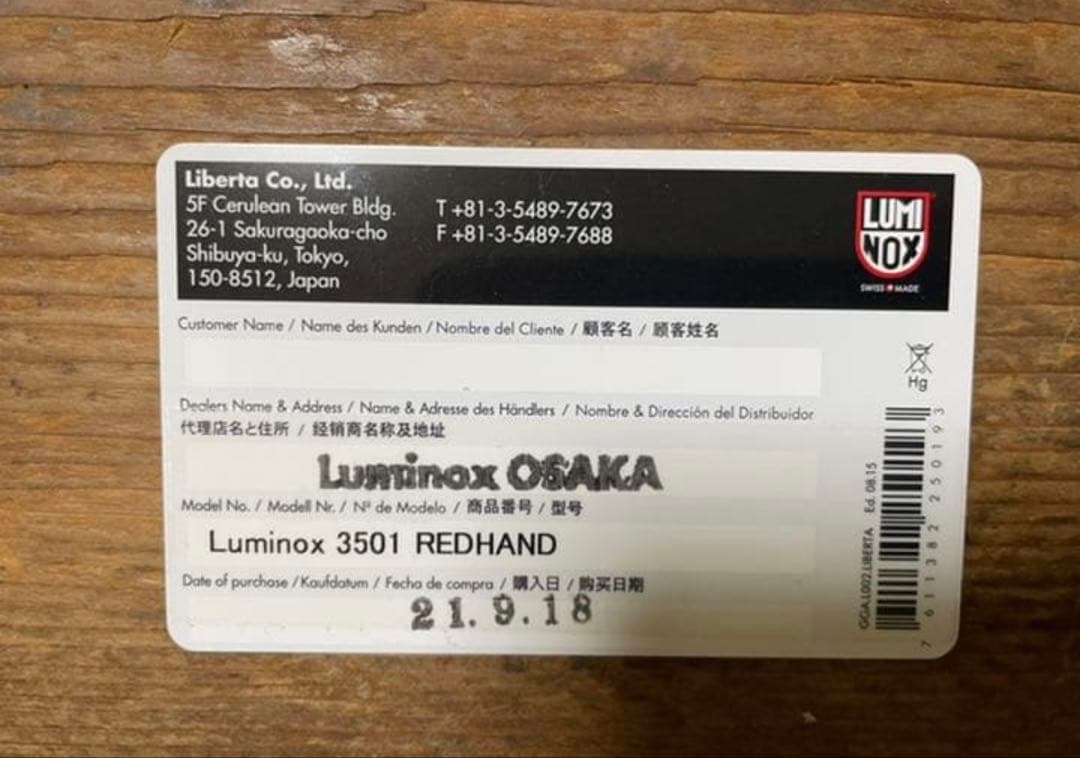 Liberta Co., Ltd.
5F Cerulean Tower Bldg.
26-1 Sakuragaoka-cho
Shibuya-ku, Tokyo,
150-8512, Japan
T +81-3-5489-7673
F +81-3-5489-7688
LUMI
NOX
SWISS MADE
Customer Name / Name des Kunden / Nombre del Cliente / 顧客名 / 顾客姓名
Hg
Dealers Name & Address / Name & Adresse des Händlers / Nombre & Dirección del Distribuidor
代理店名と住所 / 经销商名称及地址
Luminox OSAKA
Model No. / Modell Nr. / Nº de Modelo / 商品番号 / 型号
Luminox 3501 REDHAND
Date of purchase / Kaufdatum / Fecha de compra / 購入日 / 购买日期
21.9.18
GGA.L002.LIBERTA Ed. 08.15
7 611382 250193